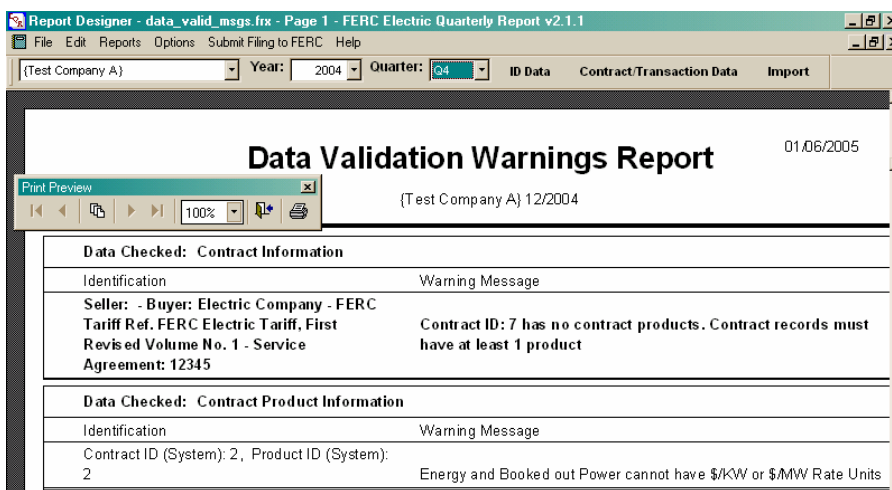 Report Designer - data_valid_msgs.frx - Page 1 - FERC Electric Quarterly Report v2.1.1
File Edit Reports Options Submit Filing to FERC Help
{Test Company A} Year: 2004 Quarter: Q4 ID Data Contract/Transaction Data Import
01/06/2005
Data Validation Warnings Report
Print Preview
{Test Company A} 12/2004
100%
Data Checked: Contract Information
Identification Warning Message
Seller: - Buyer: Electric Company - FERC
Tariff Ref. FERC Electric Tariff, First
Revised Volume No. 1 - Service
Agreement: 12345
Contract ID: 7 has no contract products. Contract records must
have at least 1 product
Data Checked: Contract Product Information
Identification Warning Message
Contract ID (System): 2, Product ID (System):
2
Energy and Booked out Power cannot have $/KW or $/MW Rate Units